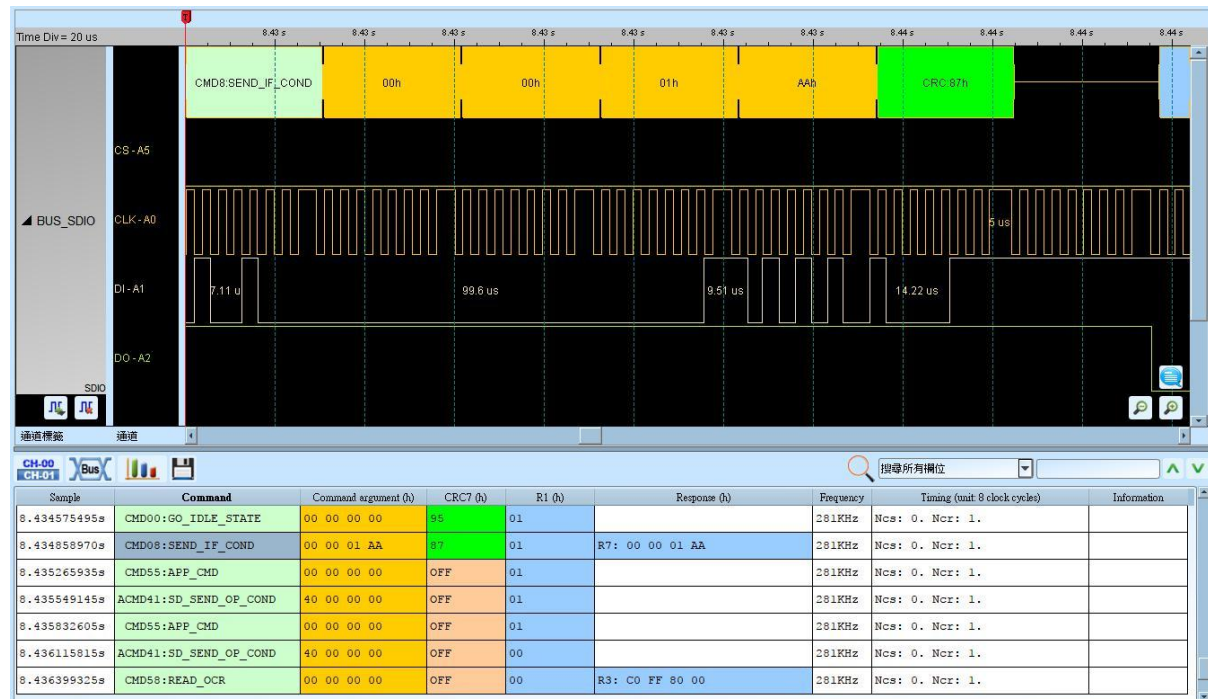 Time Div = 20 us
8.43 s 8.43 s 8.43 s 8.43 s 8.43 s 8.43 s 8.43 s 8.44 s 8.44 s 8.44 s 8.44 s
CMD8:SEND_IF_COND 00h 00h 01h AAh CRC:87h
CS - A5
BUS_SDIO CLK - A0 5 us
DI - A1 7.11 u 99.6 us 9.51 us 14.22 us
DO - A2
SDIO
通道標籤 通道
CH-00
CH-01 Bus 搜尋所有欄位
Sample Command Command argument (h) CRC7 (h) R1 (h) Response (h) Frequency Timing (unit: 8 clock cycles) Information
8.434575495s CMD00:GO_IDLE_STATE 00 00 00 00 95 01 281KHz Ncs: 0. Ncr: 1.
8.434858970s CMD08:SEND_IF_COND 00 00 01 AA 87 01 R7: 00 00 01 AA 281KHz Ncs: 0. Ncr: 1.
8.435265935s CMD55:APP_CMD 00 00 00 00 OFF 01 281KHz Ncs: 0. Ncr: 1.
8.435549145s ACMD41:SD_SEND_OP_COND 40 00 00 00 OFF 01 281KHz Ncs: 0. Ncr: 1.
8.435832605s CMD55:APP_CMD 00 00 00 00 OFF 01 281KHz Ncs: 0. Ncr: 1.
8.436115815s ACMD41:SD_SEND_OP_COND 40 00 00 00 OFF 00 281KHz Ncs: 0. Ncr: 1.
8.436399325s CMD58:READ_OCR 00 00 00 00 OFF 00 R3: C0 FF 80 00 281KHz Ncs: 0. Ncr: 1.